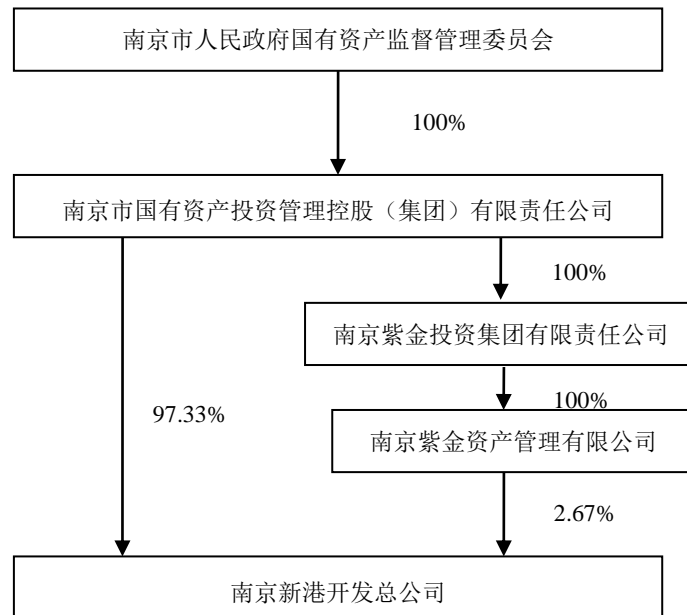 南京市人民政府国有资产监督管理委员会
100%
南京市国有资产投资管理控股（集团）有限责任公司
100%
南京紫金投资集团有限责任公司
97.33%
100%
南京紫金资产管理有限公司
2.67%
南京新港开发总公司